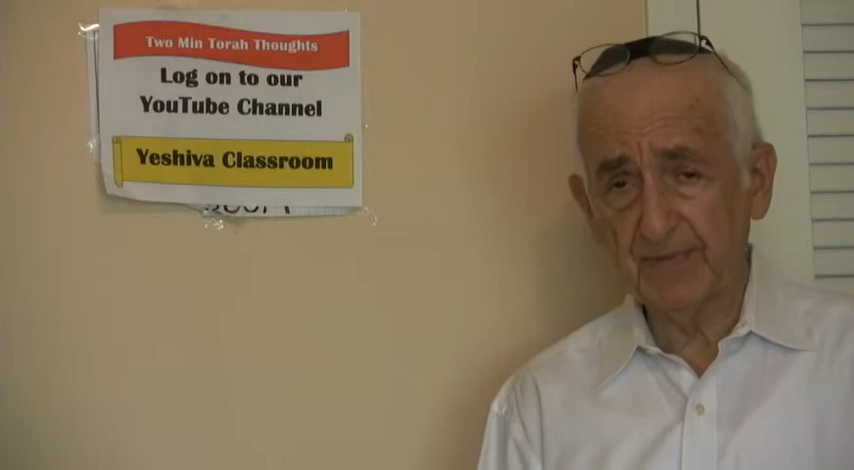 Two Min Torah Thoughts
Log on to our
YouTube Channel
Yeshiva Classroom